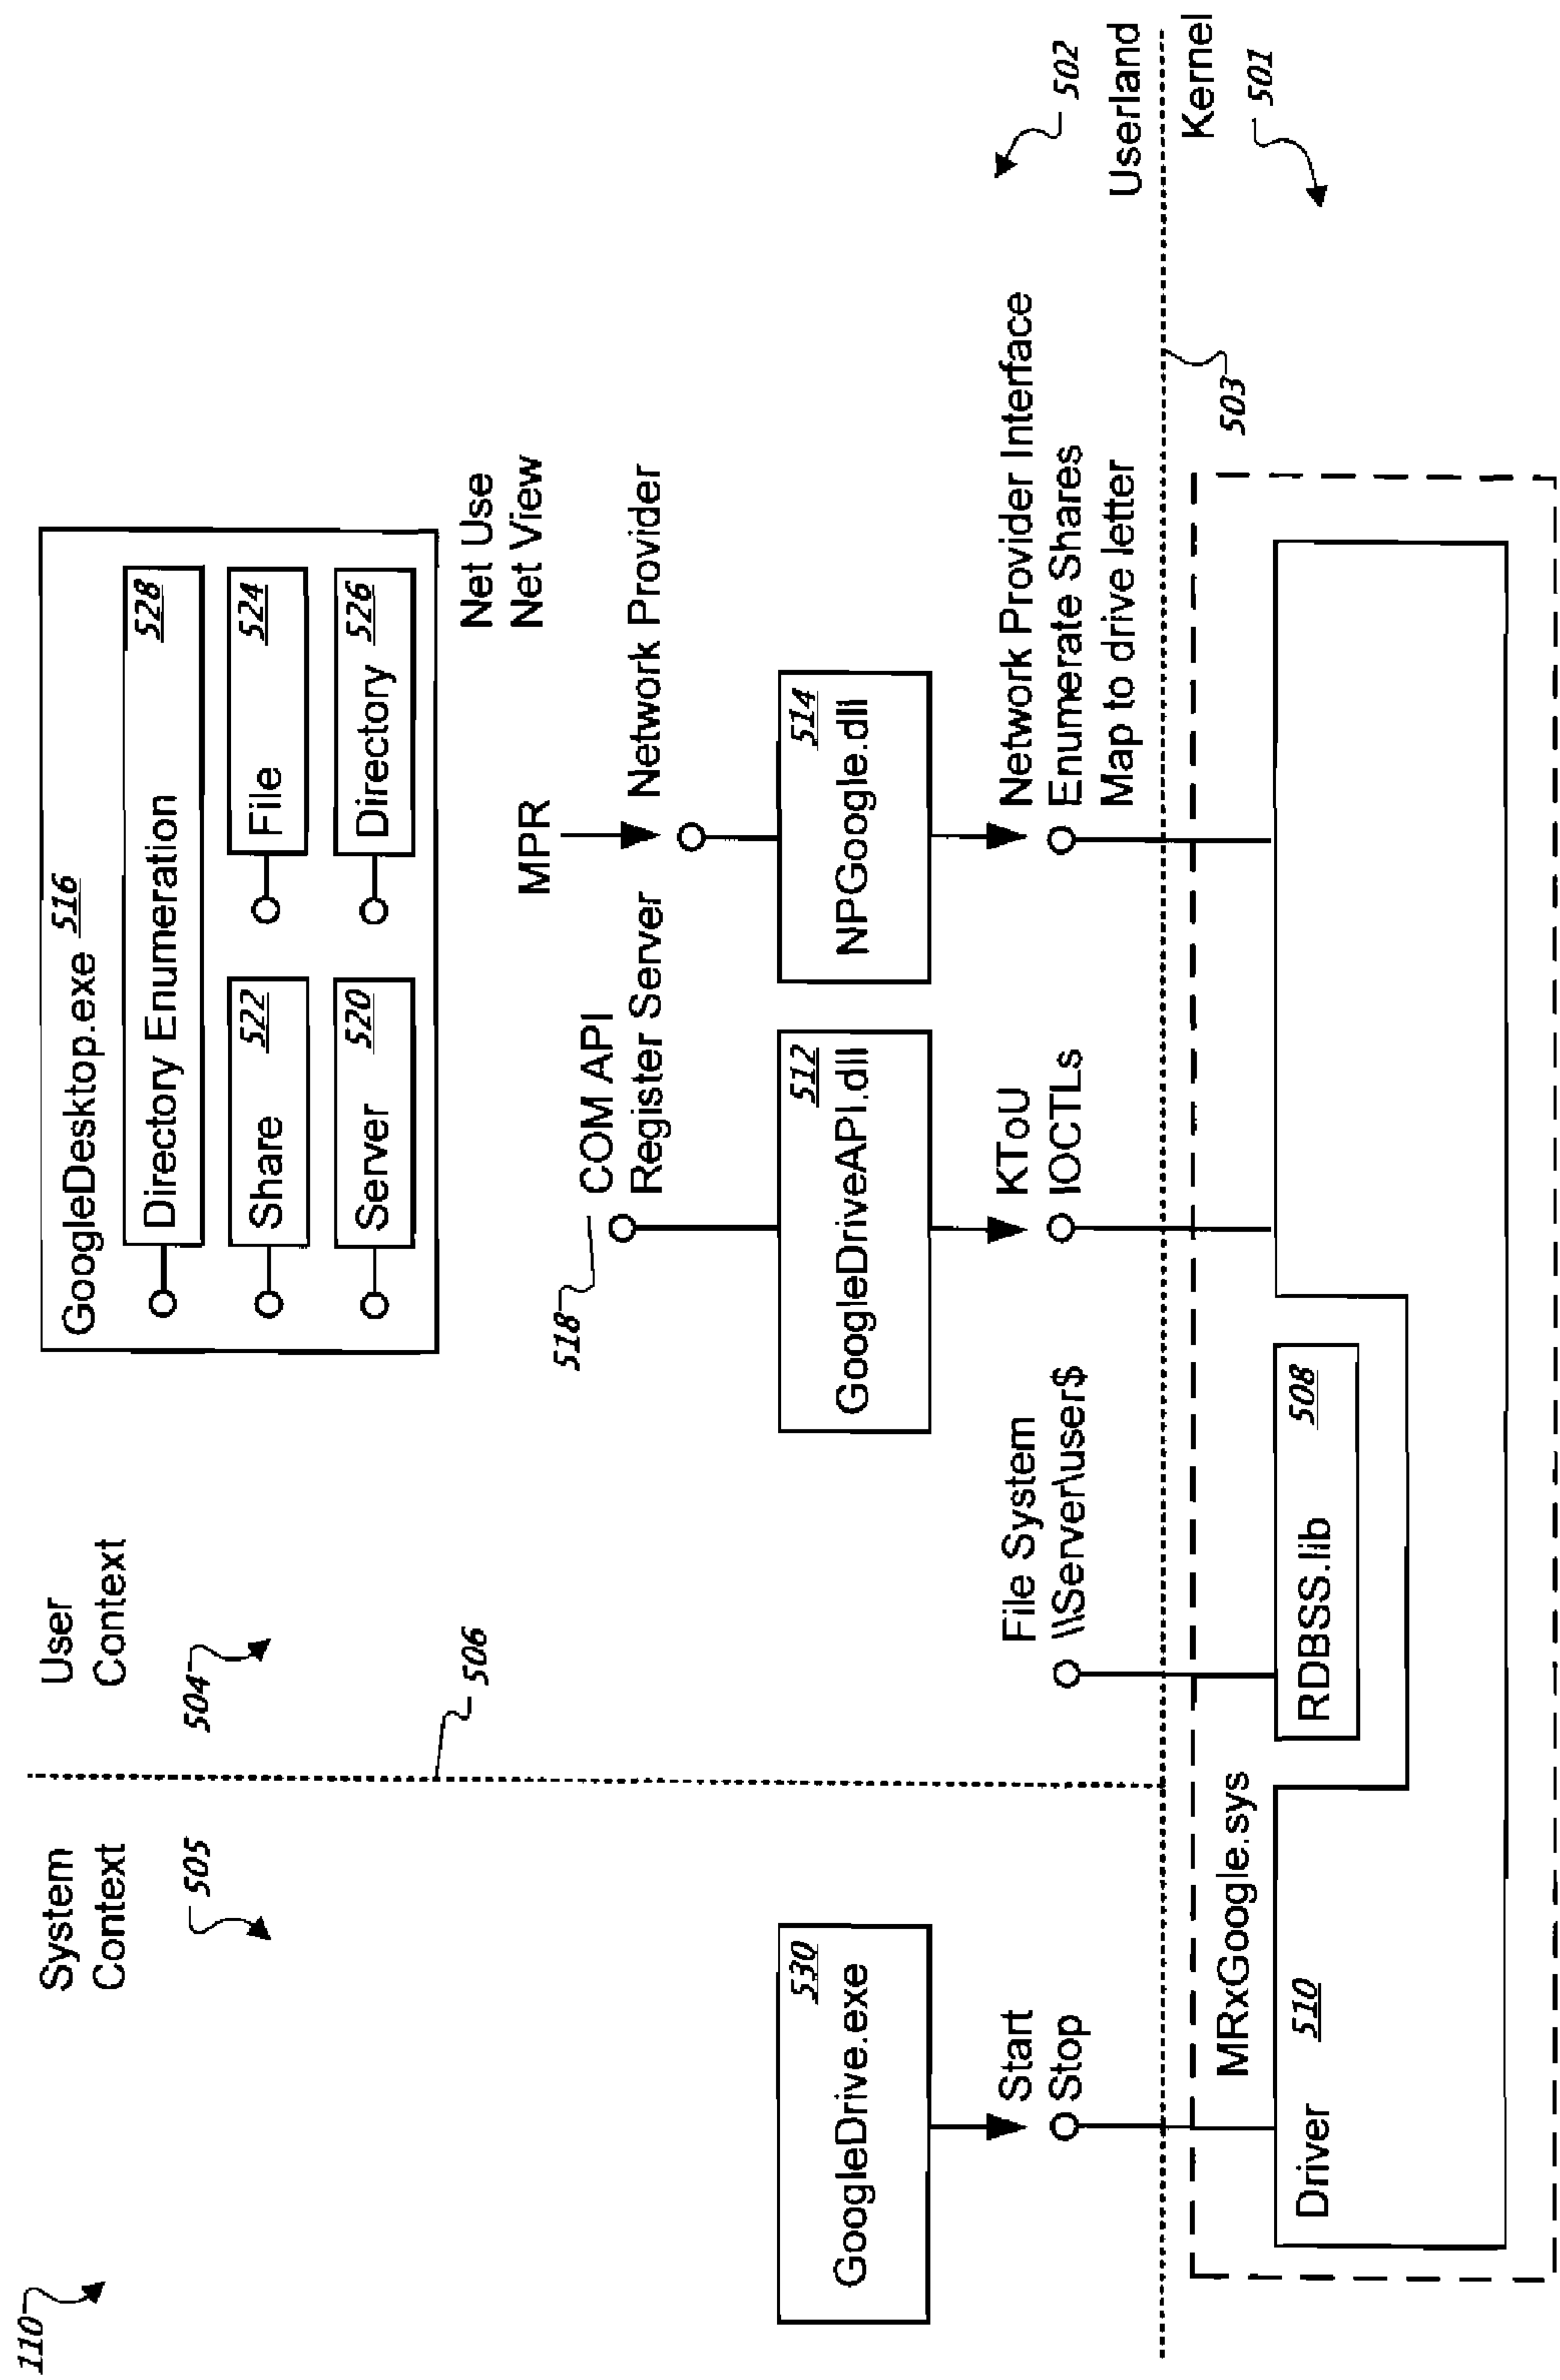 110
System
Context
505
User
Context
504
506
GoogleDesktop.exe 516
Directory Enumeration 528
Share 522
File 524
Server 520
Directory 526
Net Use
Net View
MPR
Network Provider
518
COM API
Register Server
GoogleDrive.exe 530
GoogleDriveAPI.dll 512
NPGoogle.dll 514
Start
Stop
File System
\\Server\user$
KToU
IOCTLs
Network Provider Interface
Enumerate Shares
Map to drive letter
502
Userland
503
Kernel
501
MRxGoogle.sys
Driver 510
RDBSS.lib 508